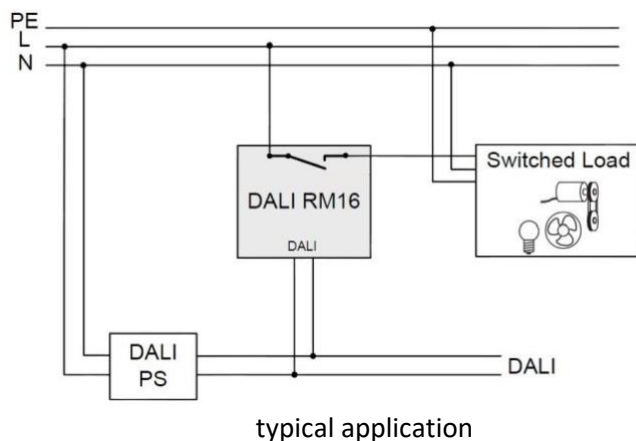 PE
L
N
Switched Load
DALI RM16
DALI
DALI
PS
DALI
typical application